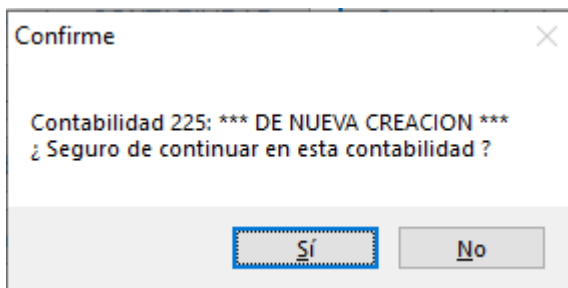 Confirme
Contabilidad 225: *** DE NUEVA CREACION ***
¿ Seguro de continuar en esta contabilidad ?
Sí
No